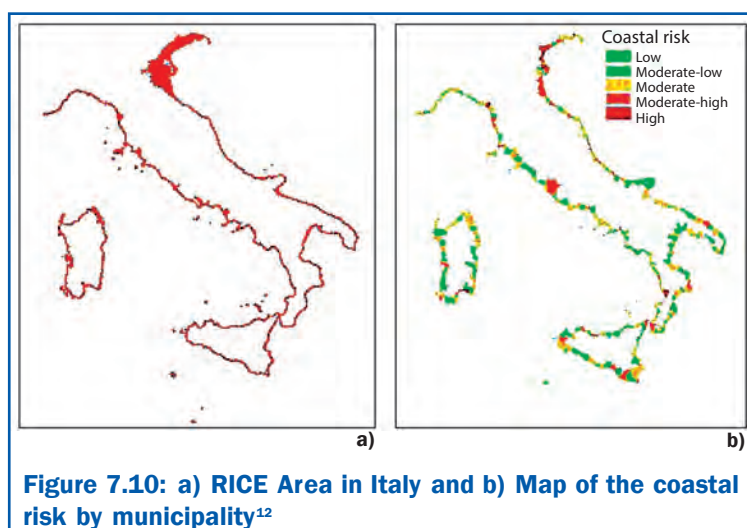 Coastal risk
Low
Moderate-low
Moderate
Moderate-high
High
a)
b)
Figure 7.10: a) RICE Area in Italy and b) Map of the coastal
risk by municipality¹²